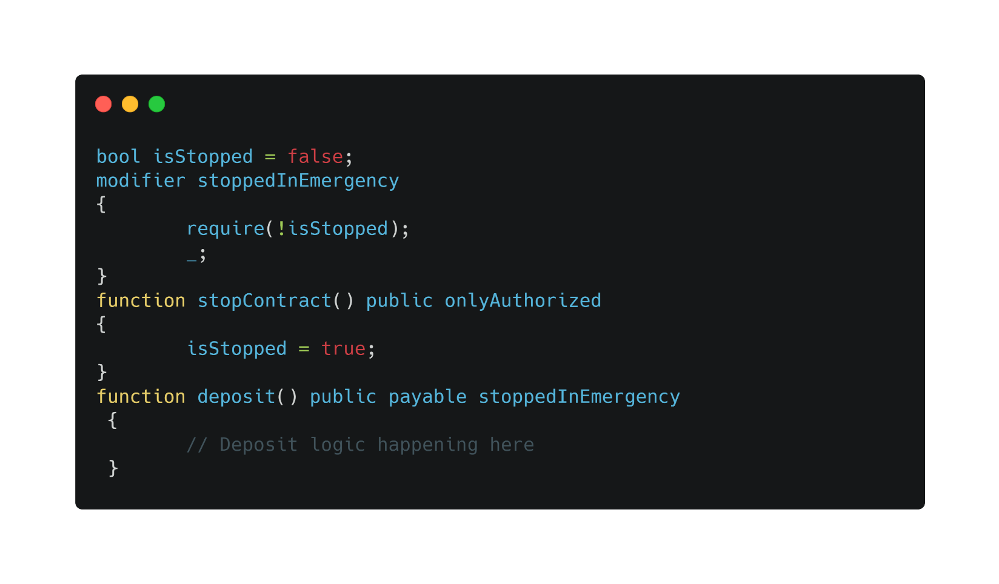 bool isStopped = false;
modifier stoppedInEmergency
{
        require(!isStopped);
        _;
}
function stopContract() public onlyAuthorized
{
        isStopped = true;
}
function deposit() public payable stoppedInEmergency
 {
        // Deposit logic happening here
 }